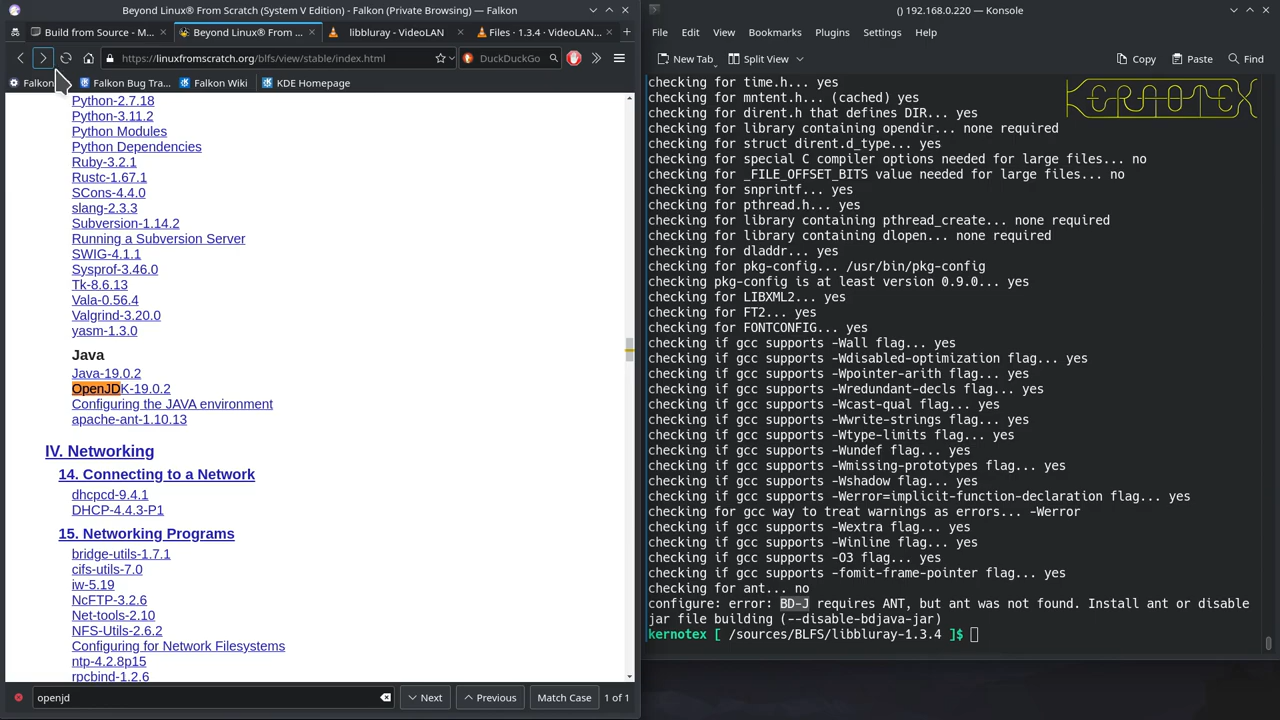 Beyond Linux® From Scratch (System V Edition) - Falkon (Private Browsing) — Falkon
Build from Source - M...
Beyond Linux® From ...
libbluray - VideoLAN
Files · 1.3.4 · VideoLAN...
https://linuxfromscratch.org/blfs/view/stable/index.html
DuckDuckGo
Falkon
Falkon Bug Tra...
Falkon Wiki
KDE Homepage
Python-2.7.18
Python-3.11.2
Python Modules
Python Dependencies
Ruby-3.2.1
Rustc-1.67.1
SCons-4.4.0
slang-2.3.3
Subversion-1.14.2
Running a Subversion Server
SWIG-4.1.1
Sysprof-3.46.0
Tk-8.6.13
Vala-0.56.4
Valgrind-3.20.0
yasm-1.3.0
Java
Java-19.0.2
OpenJDK-19.0.2
Configuring the JAVA environment
apache-ant-1.10.13
IV. Networking
14. Connecting to a Network
dhcpcd-9.4.1
DHCP-4.4.3-P1
15. Networking Programs
bridge-utils-1.7.1
cifs-utils-7.0
iw-5.19
NcFTP-3.2.6
Net-tools-2.10
NFS-Utils-2.6.2
Configuring for Network Filesystems
ntp-4.2.8p15
rpcbind-1.2.6
openjd
Next
Previous
Match Case
1 of 1
() 192.168.0.220 — Konsole
File Edit View Bookmarks Plugins Settings Help
New Tab Split View Copy Paste Find
KERNOTEX
checking for time.h... yes
checking for mntent.h... (cached) yes
checking for dirent.h that defines DIR... yes
checking for library containing opendir... none required
checking for struct dirent.d_type... yes
checking for special C compiler options needed for large files... no
checking for _FILE_OFFSET_BITS value needed for large files... no
checking for snprintf... yes
checking for pthread.h... yes
checking for library containing pthread_create... none required
checking for library containing dlopen... none required
checking for dladdr... yes
checking for pkg-config... /usr/bin/pkg-config
checking pkg-config is at least version 0.9.0... yes
checking for LIBXML2... yes
checking for FT2... yes
checking for FONTCONFIG... yes
checking if gcc supports -Wall flag... yes
checking if gcc supports -Wdisabled-optimization flag... yes
checking if gcc supports -Wpointer-arith flag... yes
checking if gcc supports -Wredundant-decls flag... yes
checking if gcc supports -Wcast-qual flag... yes
checking if gcc supports -Wwrite-strings flag... yes
checking if gcc supports -Wtype-limits flag... yes
checking if gcc supports -Wundef flag... yes
checking if gcc supports -Wmissing-prototypes flag... yes
checking if gcc supports -Wshadow flag... yes
checking if gcc supports -Werror=implicit-function-declaration flag... yes
checking for gcc way to treat warnings as errors... -Werror
checking if gcc supports -Wextra flag... yes
checking if gcc supports -Winline flag... yes
checking if gcc supports -O3 flag... yes
checking if gcc supports -fomit-frame-pointer flag... yes
checking for ant... no
configure: error: BD-J requires ANT, but ant was not found. Install ant or disable
jar file building (--disable-bdjava-jar)
kernotex [ /sources/BLFS/libbluray-1.3.4 ]$